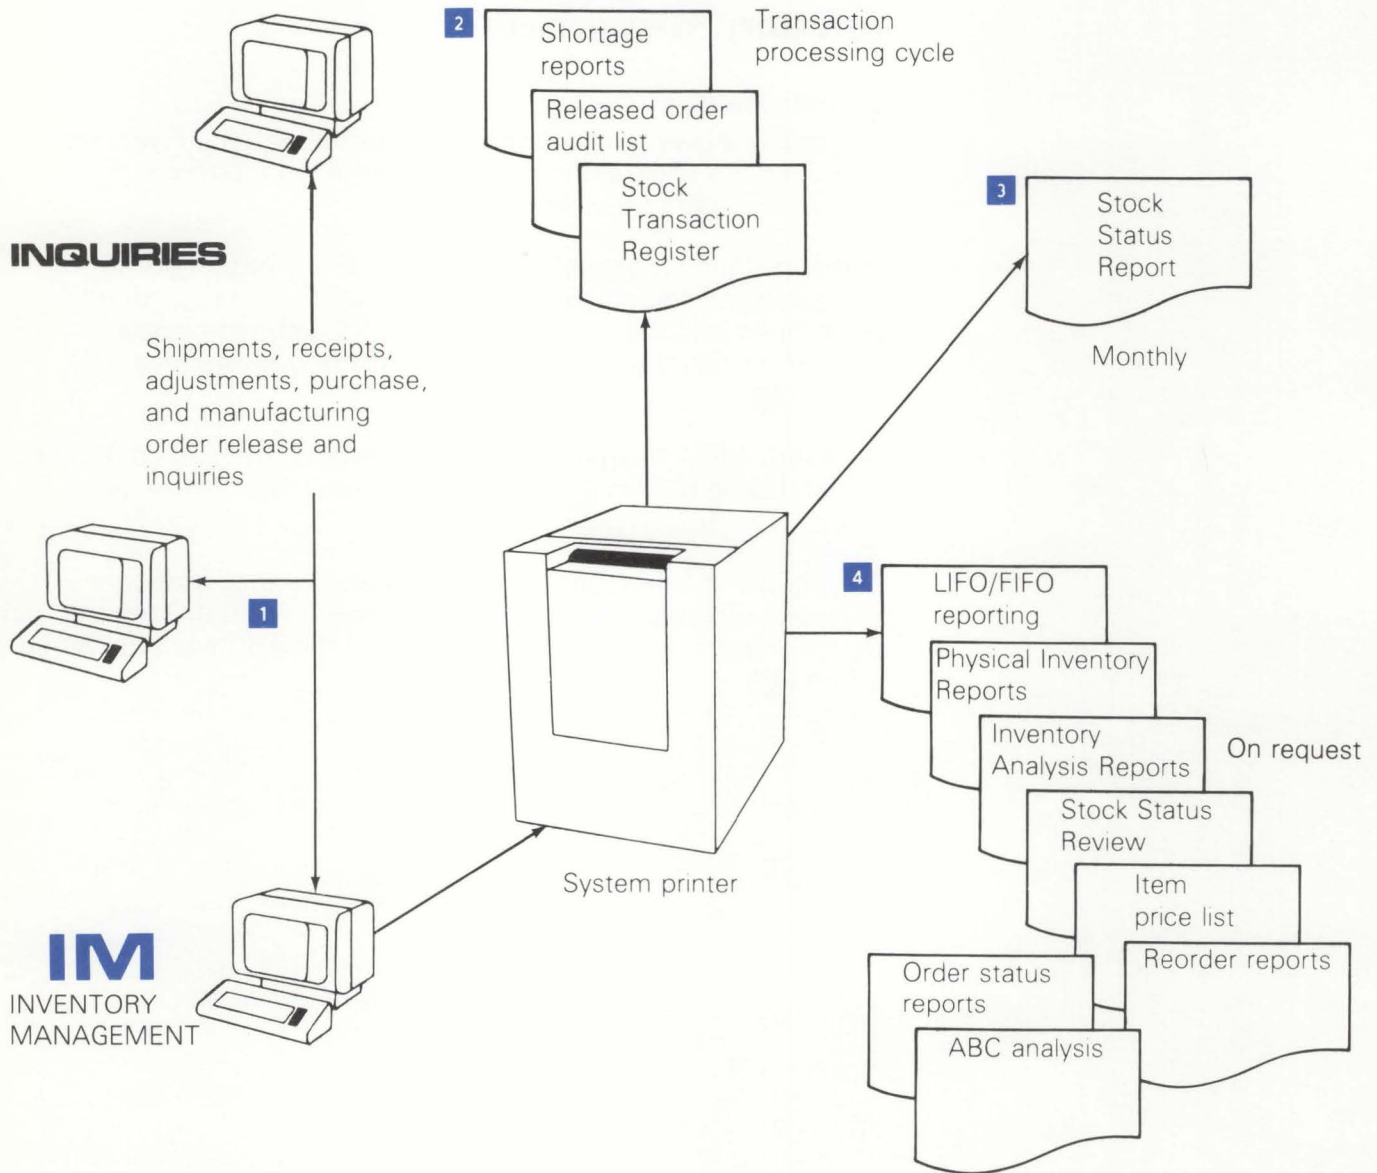 2
Shortage
reports
Released order
audit list
Stock
Transaction
Register
Transaction
processing cycle
3
Stock
Status
Report
Monthly
INQUIRIES
Shipments, receipts,
adjustments, purchase,
and manufacturing
order release and
inquiries
1
IM
INVENTORY
MANAGEMENT
System printer
4
LIFO/FIFO
reporting
Physical Inventory
Reports
Inventory
Analysis Reports
On request
Stock Status
Review
Item
price list
Reorder reports
Order status
reports
ABC analysis